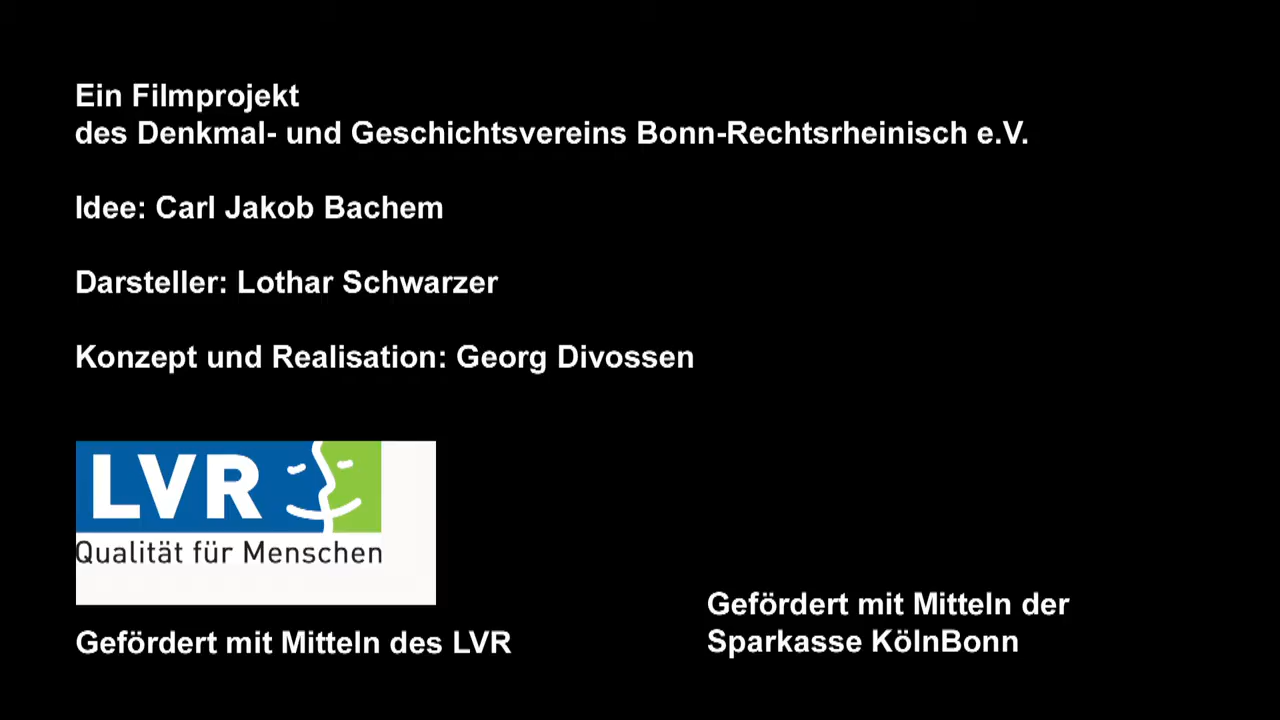 Ein Filmprojekt
des Denkmal- und Geschichtsvereins Bonn-Rechtsrheinisch e.V.
Idee: Carl Jakob Bachem
Darsteller: Lothar Schwarzer
Konzept und Realisation: Georg Divossen
LVR
Qualität für Menschen
Gefördert mit Mitteln des LVR
Gefördert mit Mitteln der
Sparkasse KölnBonn